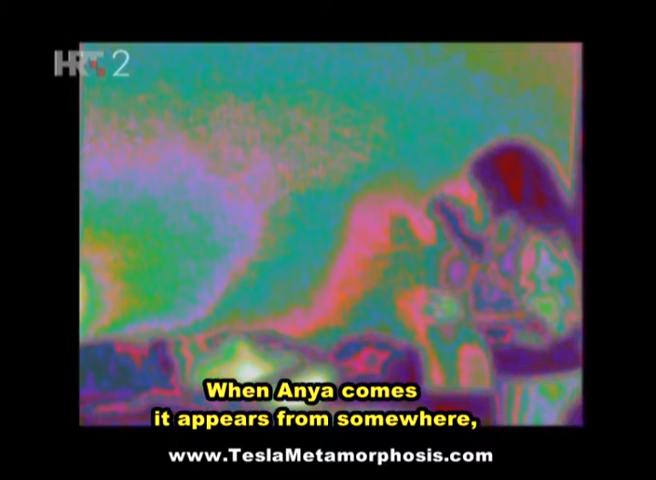 HRT 2
When Anya comes
it appears from somewhere,
www.TeslaMetamorphosis.com